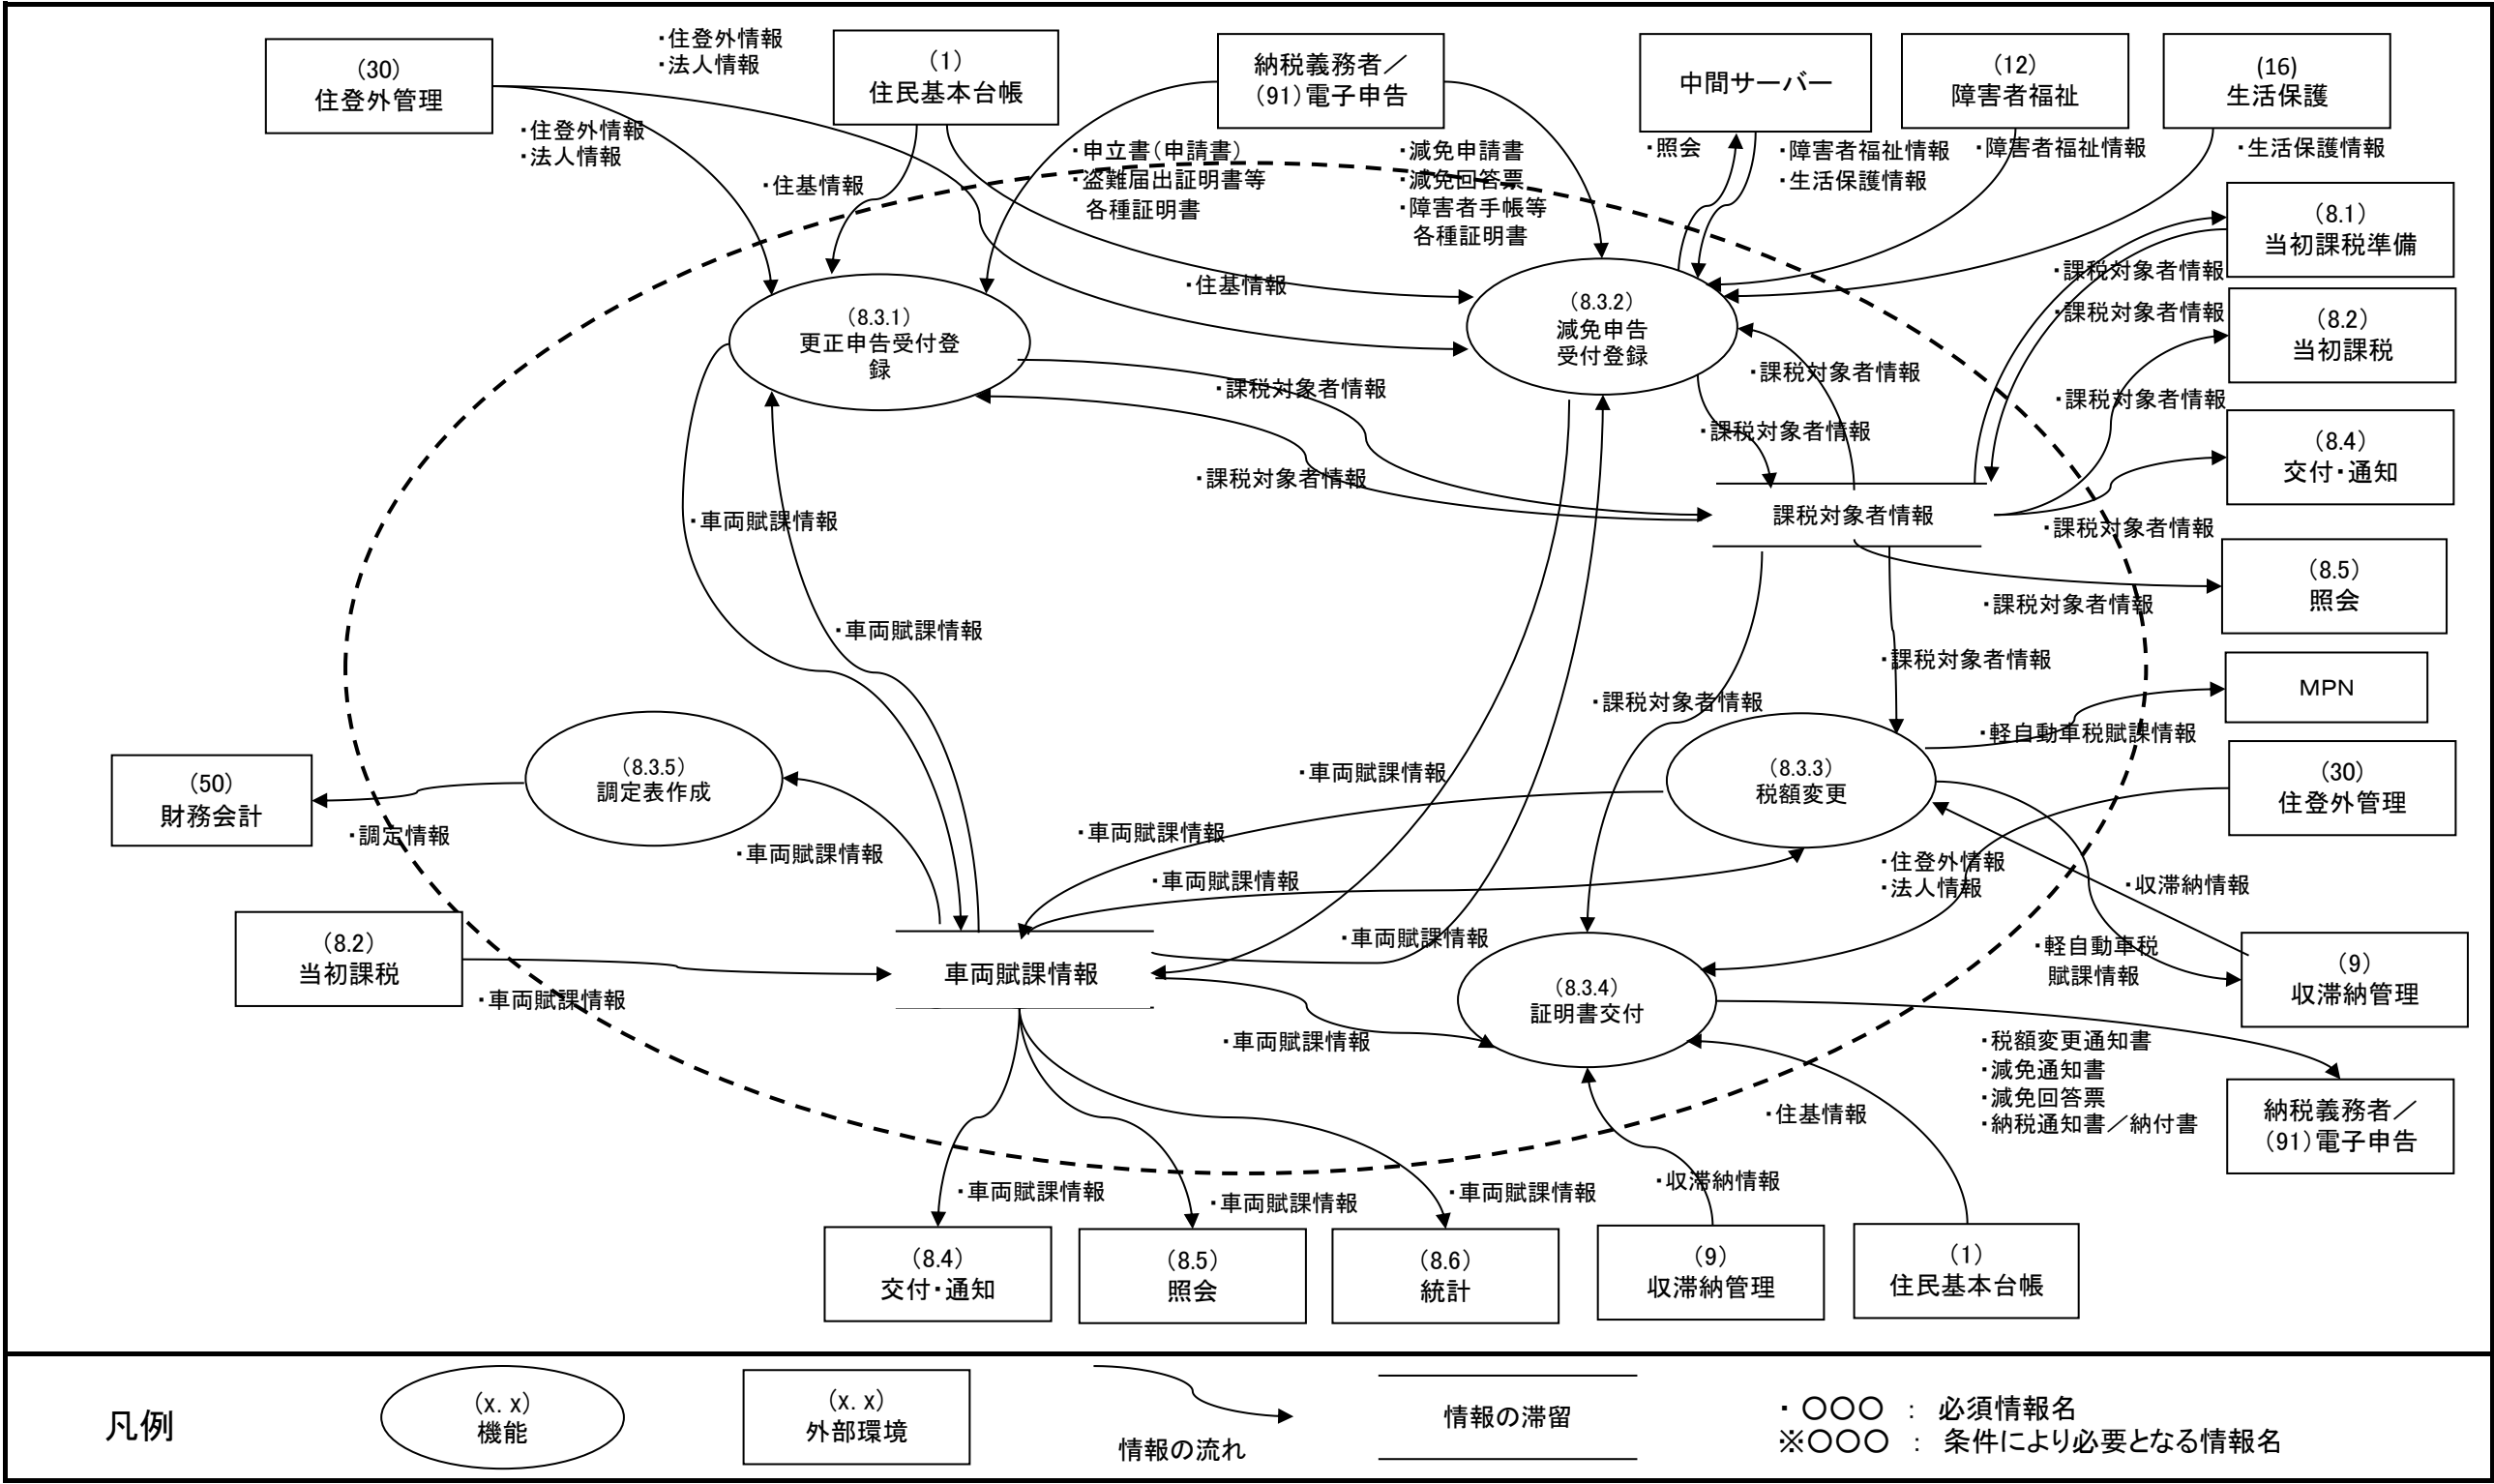 (30)
住登外管理
・住登外情報
・法人情報
・住登外情報
・法人情報
(1)
住民基本台帳
・住基情報
納税義務者／
(91)電子申告
・申立書(申請書)
・盗難届出証明書等
各種証明書
・減免申請書
・減免回答票
・障害者手帳等
各種証明書
中間サーバー
・照会
・障害者福祉情報
・生活保護情報
(12)
障害者福祉
・障害者福祉情報
(16)
生活保護
・生活保護情報
(8.1)
当初課税準備
・課税対象者情報
・課税対象者情報
(8.2)
当初課税
・課税対象者情報
(8.4)
交付・通知
・課税対象者情報
(8.5)
照会
・課税対象者情報
・住基情報
(8.3.1)
更正申告受付登
録
(8.3.2)
減免申告
受付登録
・課税対象者情報
・課税対象者情報
・課税対象者情報
・課税対象者情報
課税対象者情報
・車両賦課情報
・車両賦課情報
・課税対象者情報
・課税対象者情報
MPN
・軽自動車税賦課情報
(50)
財務会計
・調定情報
(8.3.5)
調定表作成
・車両賦課情報
・車両賦課情報
・車両賦課情報
・車両賦課情報
(8.3.3)
税額変更
(30)
住登外管理
・住登外情報
・法人情報
・収滞納情報
(8.2)
当初課税
・車両賦課情報
車両賦課情報
・車両賦課情報
・車両賦課情報
(8.3.4)
証明書交付
・軽自動車税
賦課情報
(9)
収滞納管理
・税額変更通知書
・減免通知書
・減免回答票
・納税通知書／納付書
納税義務者／
(91)電子申告
・住基情報
・収滞納情報
・車両賦課情報
・車両賦課情報
・車両賦課情報
(8.4)
交付・通知
(8.5)
照会
(8.6)
統計
(9)
収滞納管理
(1)
住民基本台帳
凡例
(x. x)
機能
(x. x)
外部環境
情報の流れ
情報の滞留
・ 〇〇〇 ： 必須情報名
※〇〇〇 ： 条件により必要となる情報名